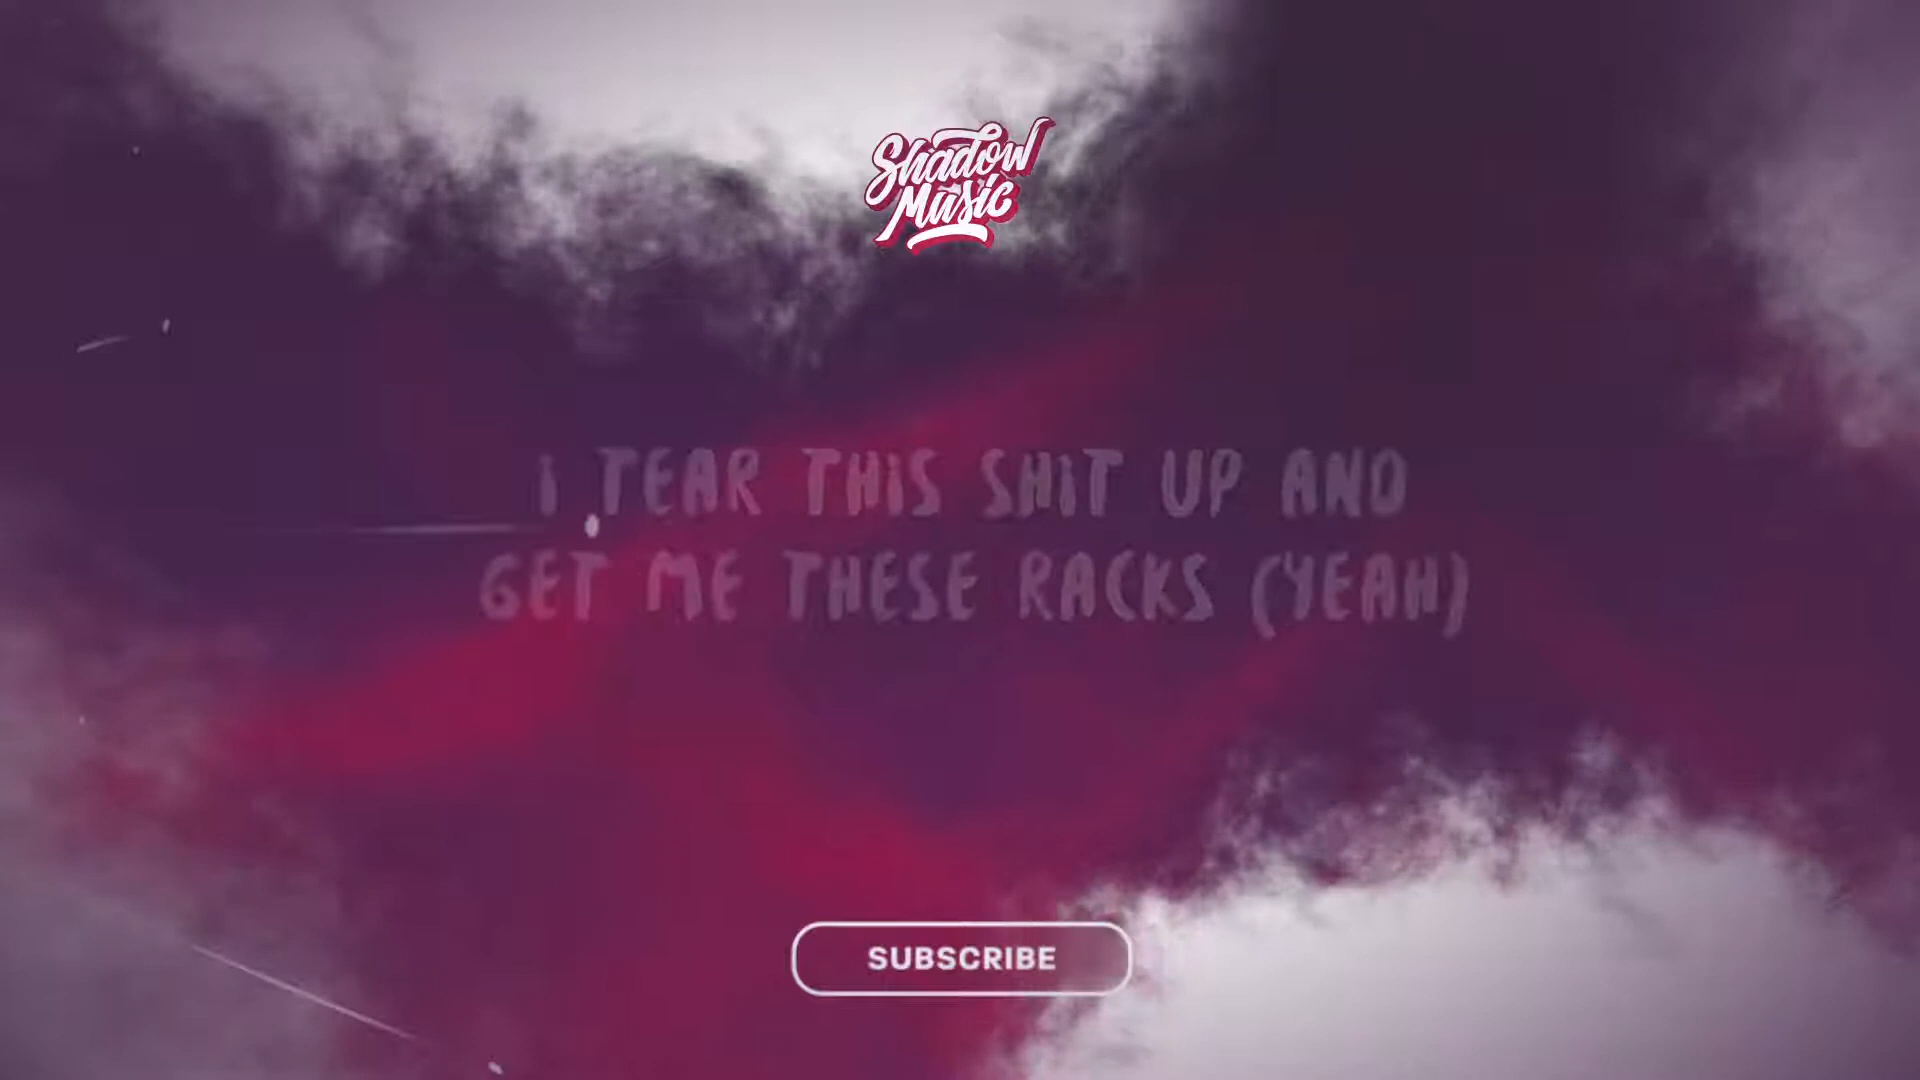 Shadow
Music
I TEAR THIS SHIT UP AND
GET ME THESE RACKS (YEAH)
SUBSCRIBE